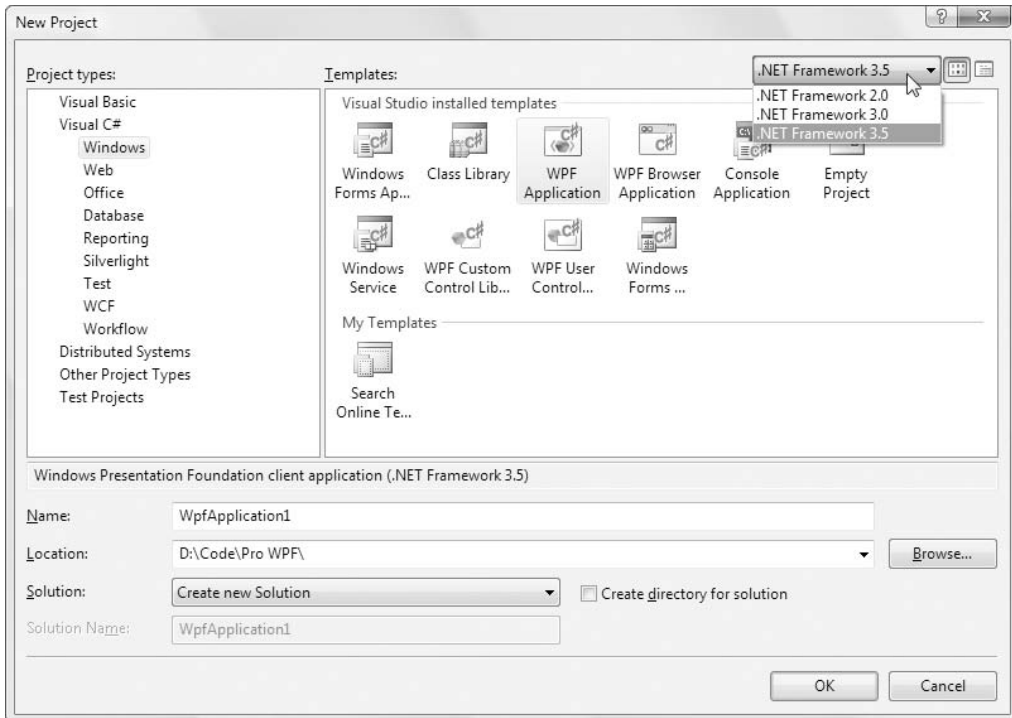 New Project
Project types:
Templates:
.NET Framework 3.5
.NET Framework 2.0
.NET Framework 3.0
.NET Framework 3.5
Visual Basic
Visual C#
Windows
Web
Office
Database
Reporting
Silverlight
Test
WCF
Workflow
Distributed Systems
Other Project Types
Test Projects
Visual Studio installed templates
Windows
Forms Ap...
Class Library
WPF
Application
WPF Browser
Application
Console
Application
Empty
Project
Windows
Service
WPF Custom
Control Lib...
WPF User
Control...
Windows
Forms ...
My Templates
Search
Online Te...
Windows Presentation Foundation client application (.NET Framework 3.5)
Name:
WpfApplication1
Location:
D:\Code\Pro WPF\
Browse...
Solution:
Create new Solution
Create directory for solution
Solution Name:
WpfApplication1
OK
Cancel